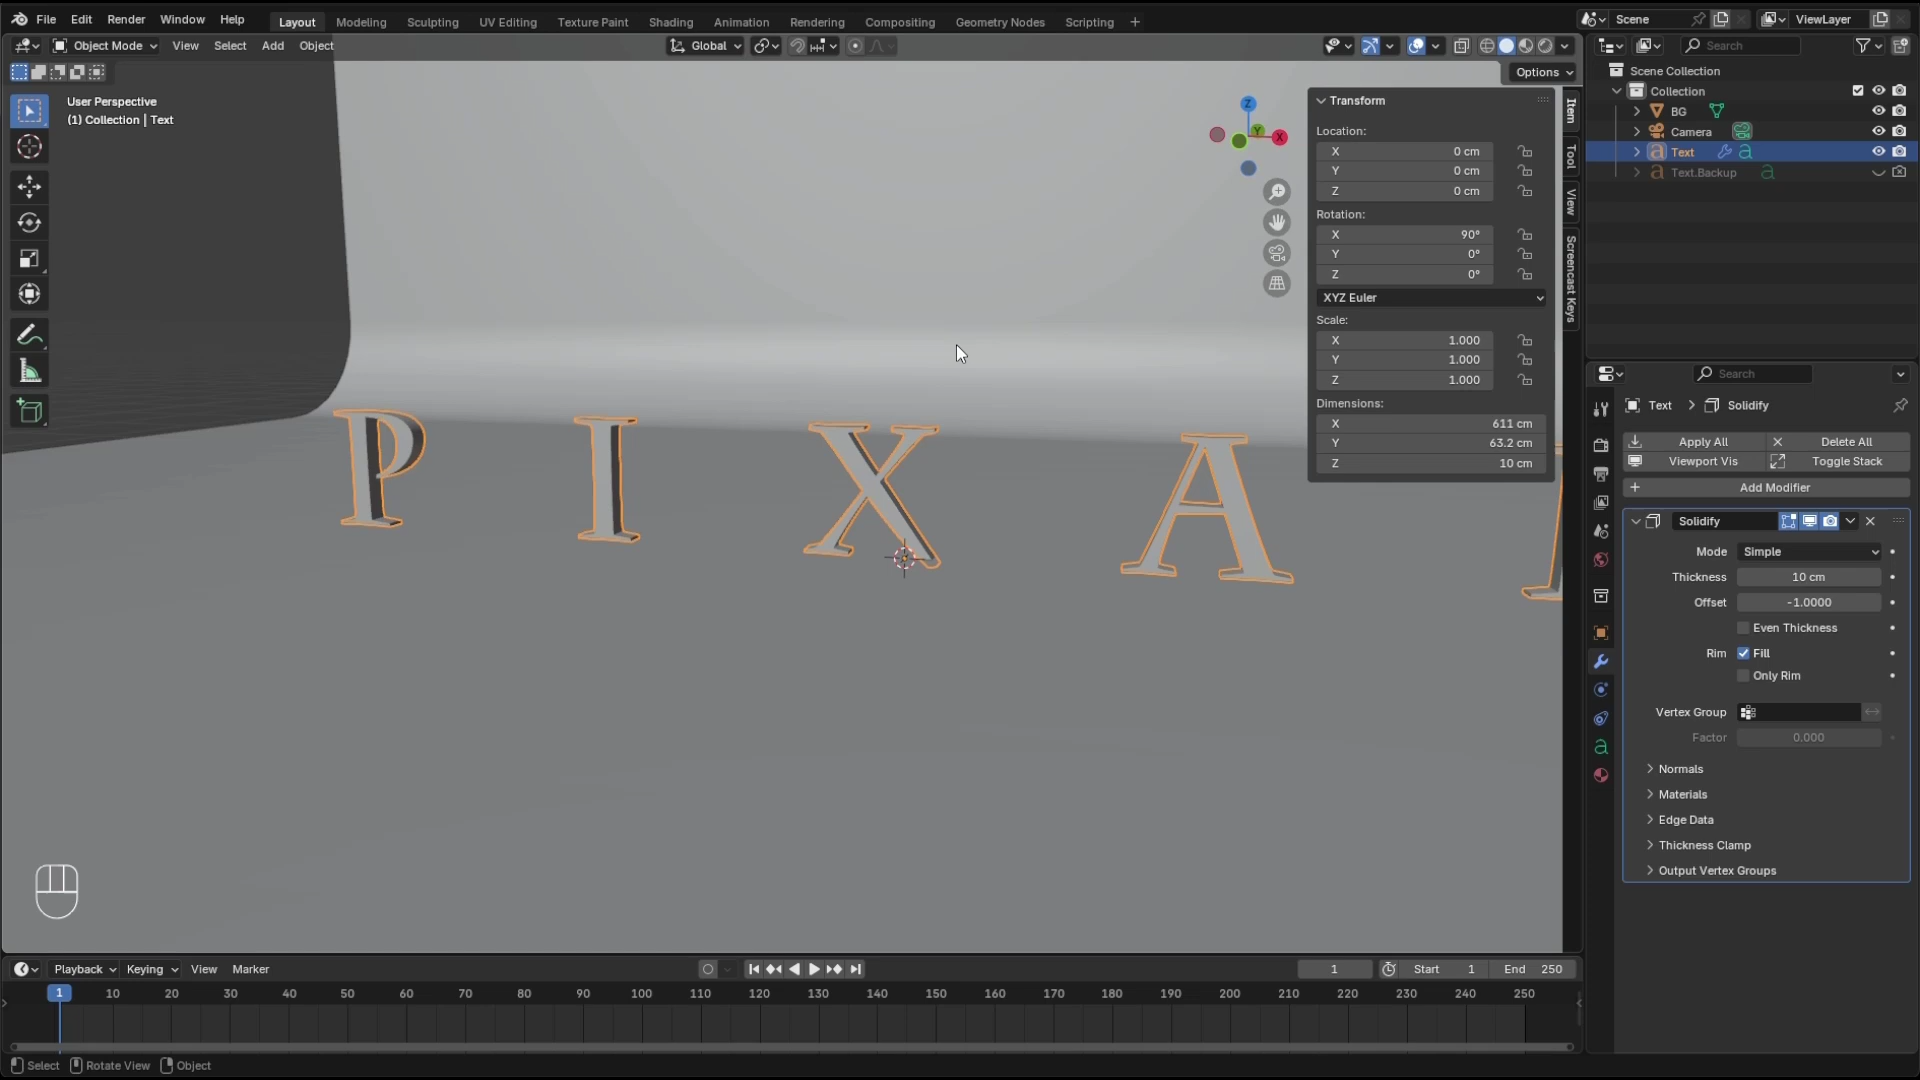 File Edit Render Window Help Layout Modeling Sculpting UV Editing Texture Paint Shading Animation Rendering Compositing Geometry Nodes Scripting + Scene ViewLayer
Object Mode View Select Add Object Global Search
Options
User Perspective
(1) Collection | Text
Z
Y
X
Transform
Location:
X 0 cm
Y 0 cm
Z 0 cm
Rotation:
X 90°
Y 0°
Z 0°
XYZ Euler
Scale:
X 1.000
Y 1.000
Z 1.000
Dimensions:
X 611 cm
Y 63.2 cm
Z 10 cm
Item
Tool
View
Screencast Keys
P I X A
Scene Collection
Collection
BG
Camera
Text
Text.Backup
Search
Text > Solidify
Apply All Delete All
Viewport Vis Toggle Stack
Add Modifier
Solidify
Mode Simple
Thickness 10 cm
Offset -1.0000
Even Thickness
Rim Fill
Only Rim
Vertex Group
Factor 0.000
Normals
Materials
Edge Data
Thickness Clamp
Output Vertex Groups
Playback Keying View Marker 1 Start 1 End 250
1 10 20 30 40 50 60 70 80 90 100 110 120 130 140 150 160 170 180 190 200 210 220 230 240 250
Select Rotate View Object